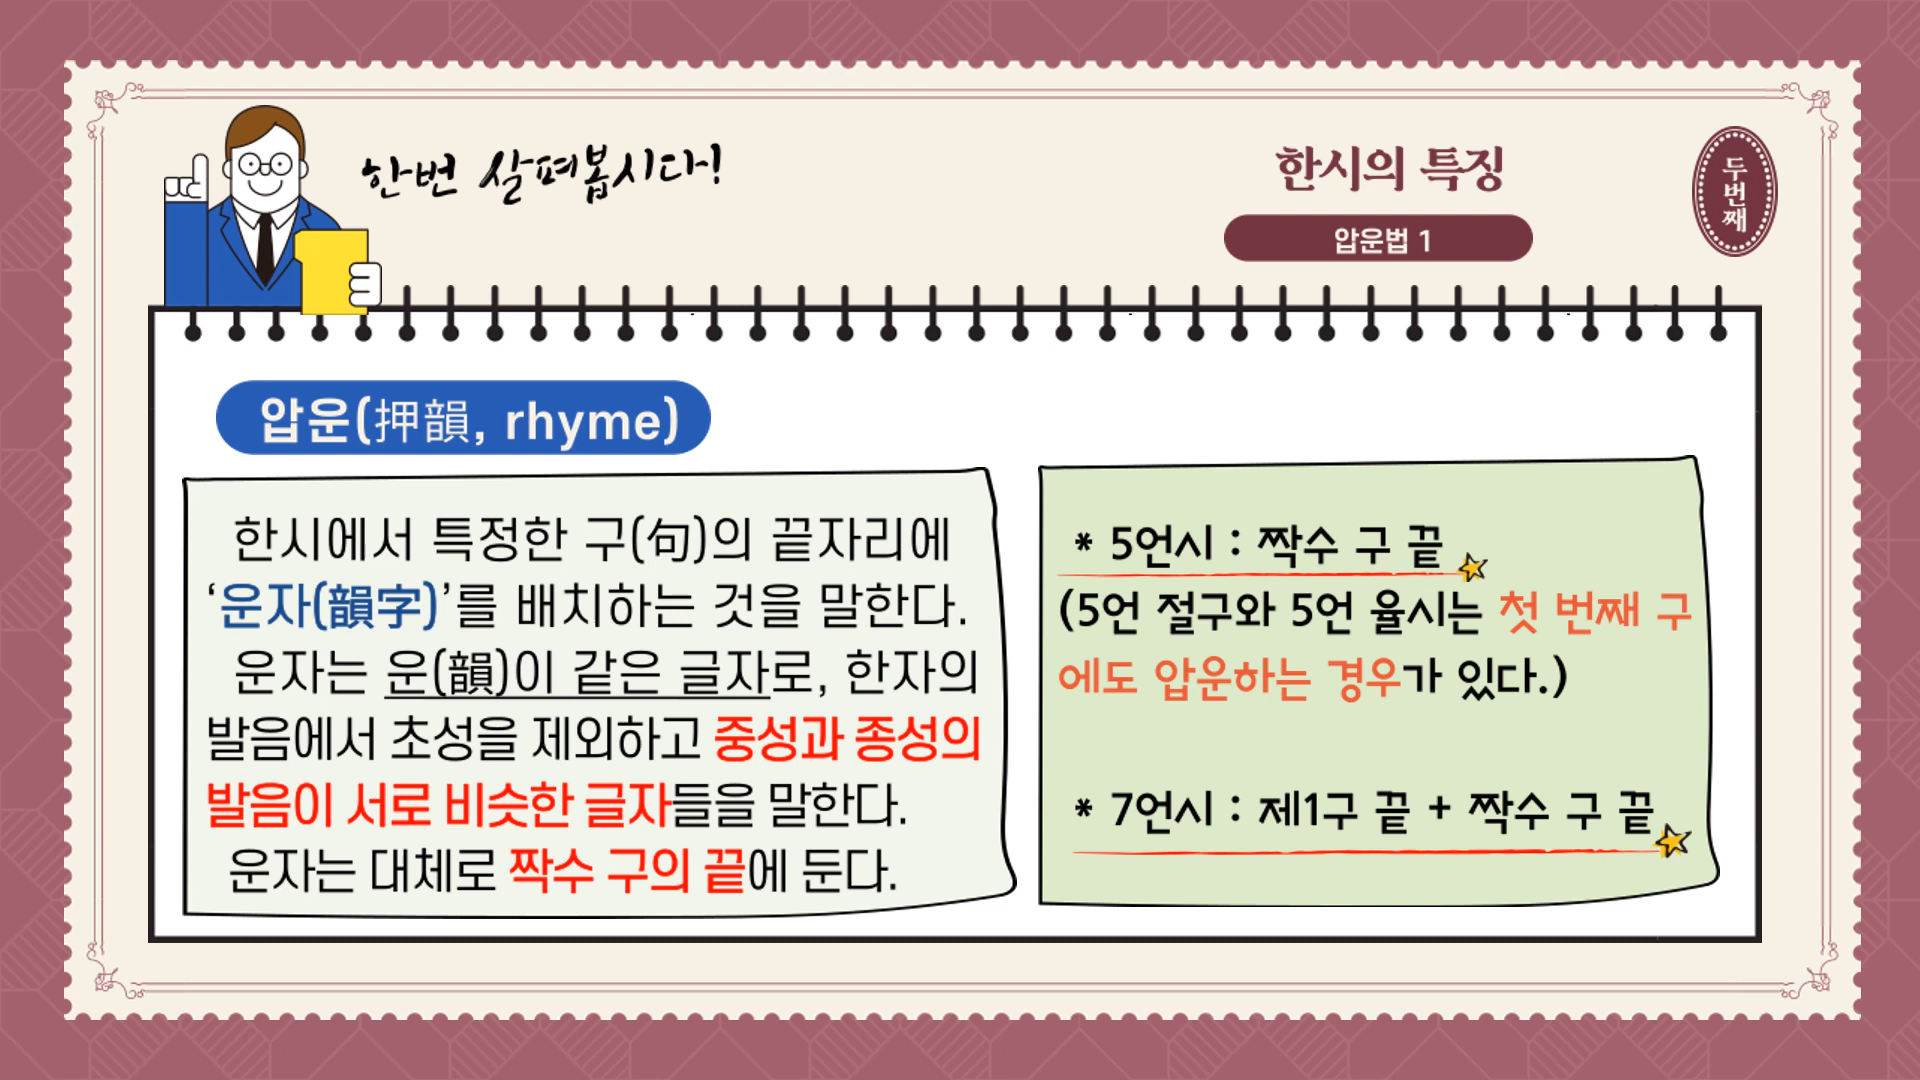 한번 살펴봅시다!
한시의 특징
압운법 1
두번째
압운(押韻, rhyme)
한시에서 특정한 구(句)의 끝자리에
‘운자(韻字)’를 배치하는 것을 말한다.
운자는 운(韻)이 같은 글자로, 한자의
발음에서 초성을 제외하고 중성과 종성의
발음이 서로 비슷한 글자들을 말한다.
운자는 대체로 짝수 구의 끝에 둔다.
* 5언시 : 짝수 구 끝
(5언 절구와 5언 율시는 첫 번째 구
에도 압운하는 경우가 있다.)
* 7언시 : 제1구 끝 + 짝수 구 끝